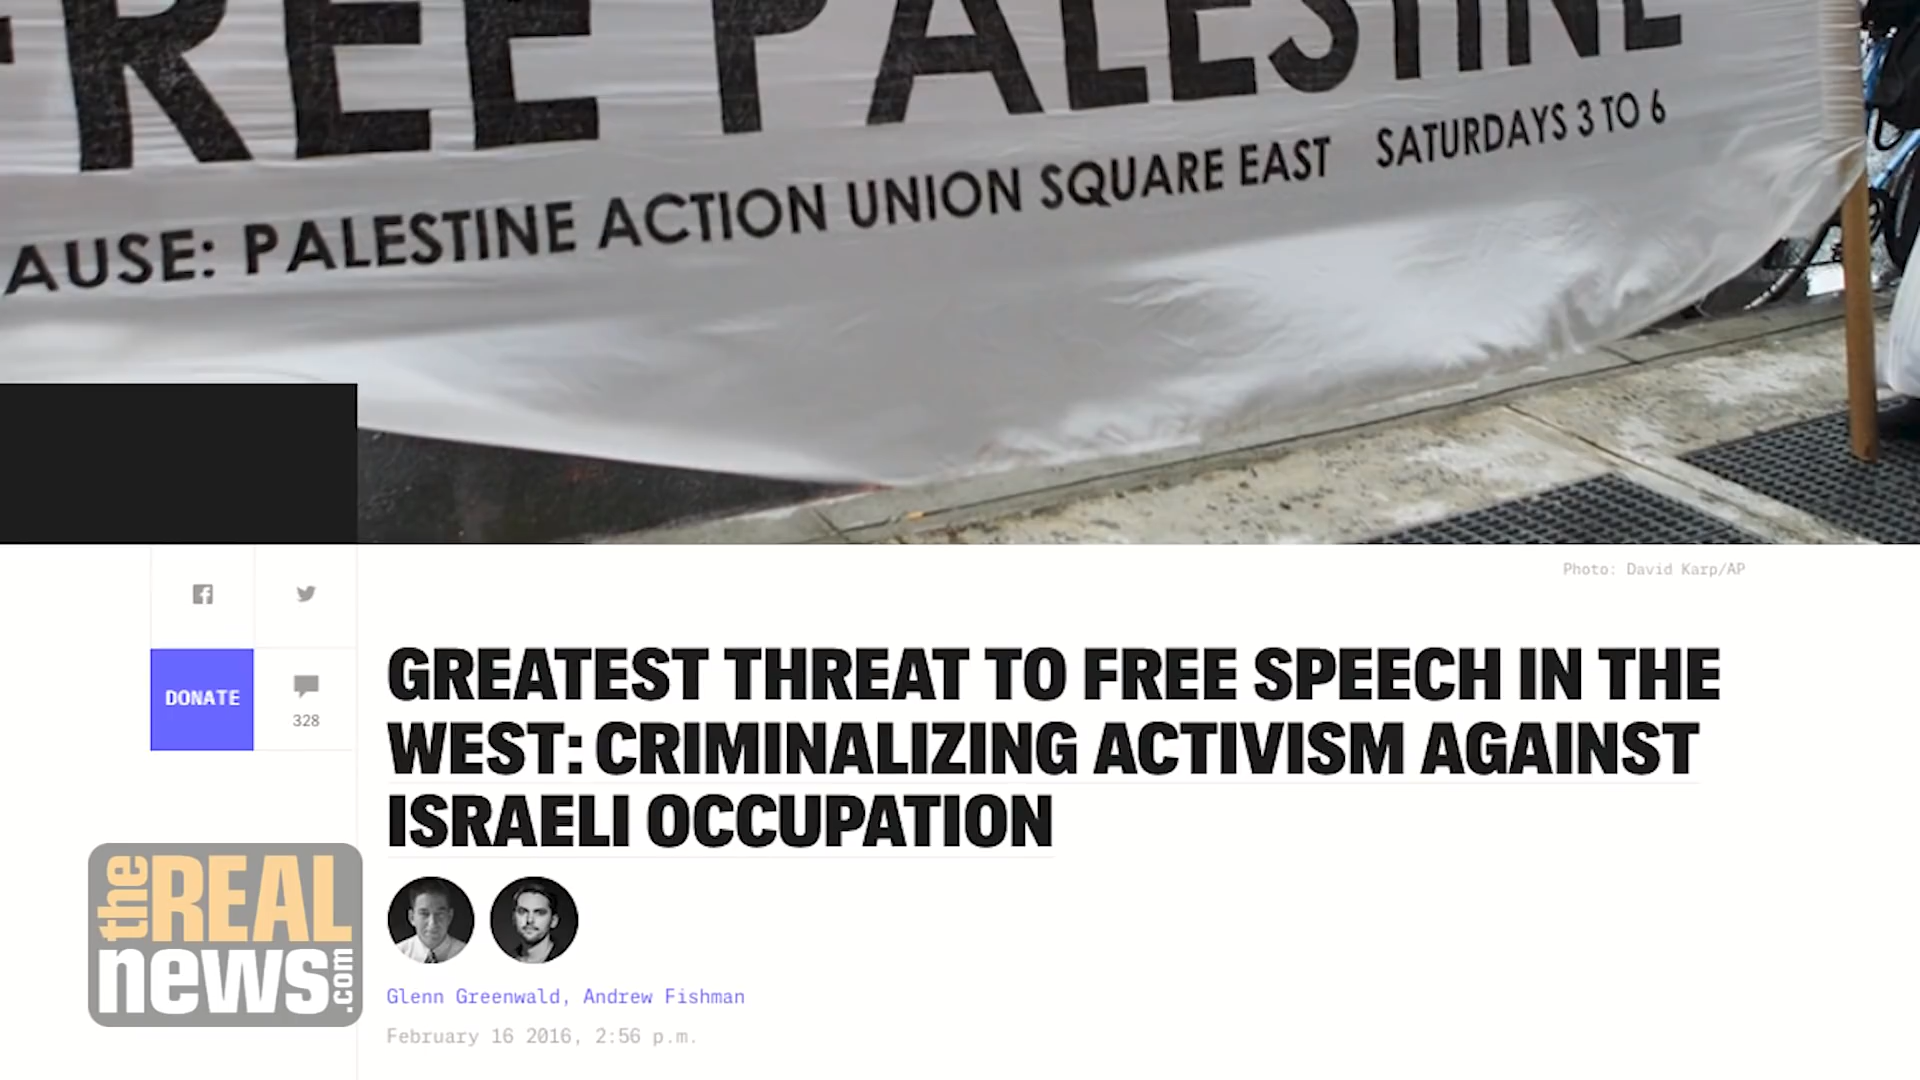 FREE PALESTINE
AUSE: PALESTINE ACTION UNION SQUARE EAST SATURDAYS 3 TO 6
Photo: David Karp/AP
DONATE
328
GREATEST THREAT TO FREE SPEECH IN THE
WEST: CRIMINALIZING ACTIVISM AGAINST
ISRAELI OCCUPATION
Glenn Greenwald, Andrew Fishman
February 16 2016, 2:56 p.m.
the REAL
news.com